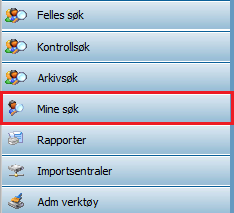 Felles søk
Kontrollsøk
Arkivsøk
Mine søk
Rapporter
Importsentraler
Adm verktøy